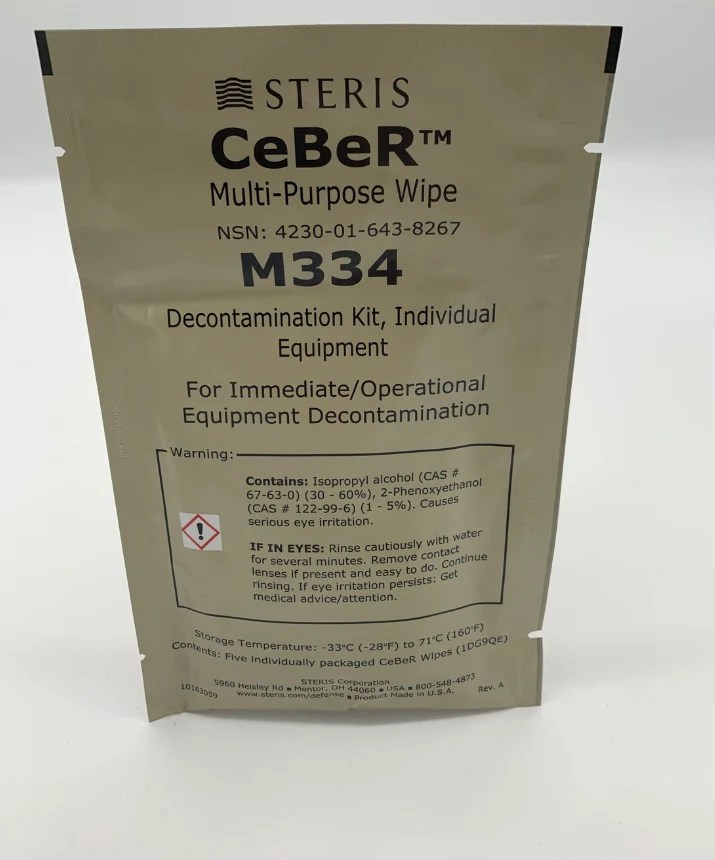 STERIS
CeBeR™
Multi-Purpose Wipe
NSN: 4230-01-643-8267
M334
Decontamination Kit, Individual
Equipment
For Immediate/Operational
Equipment Decontamination
Warning:
Contains: Isopropyl alcohol (CAS #
67-63-0) (30 - 60%), 2-Phenoxyethanol
(CAS # 122-99-6) (1 - 5%). Causes
serious eye irritation.
IF IN EYES: Rinse cautiously with water
for several minutes. Remove contact
lenses if present and easy to do. Continue
rinsing. If eye irritation persists: Get
medical advice/attention.
Storage Temperature: -33°C (-28°F) to 71°C (160°F)
Contents: Five individually packaged CeBeR Wipes (1DG9QE)
STERIS Corporation
5960 Heisley Rd ▪ Mentor, OH 44060 ▪ USA ▪ 800-548-4873
10163059 www.steris.com/defense ▪ Product Made in U.S.A. Rev. A